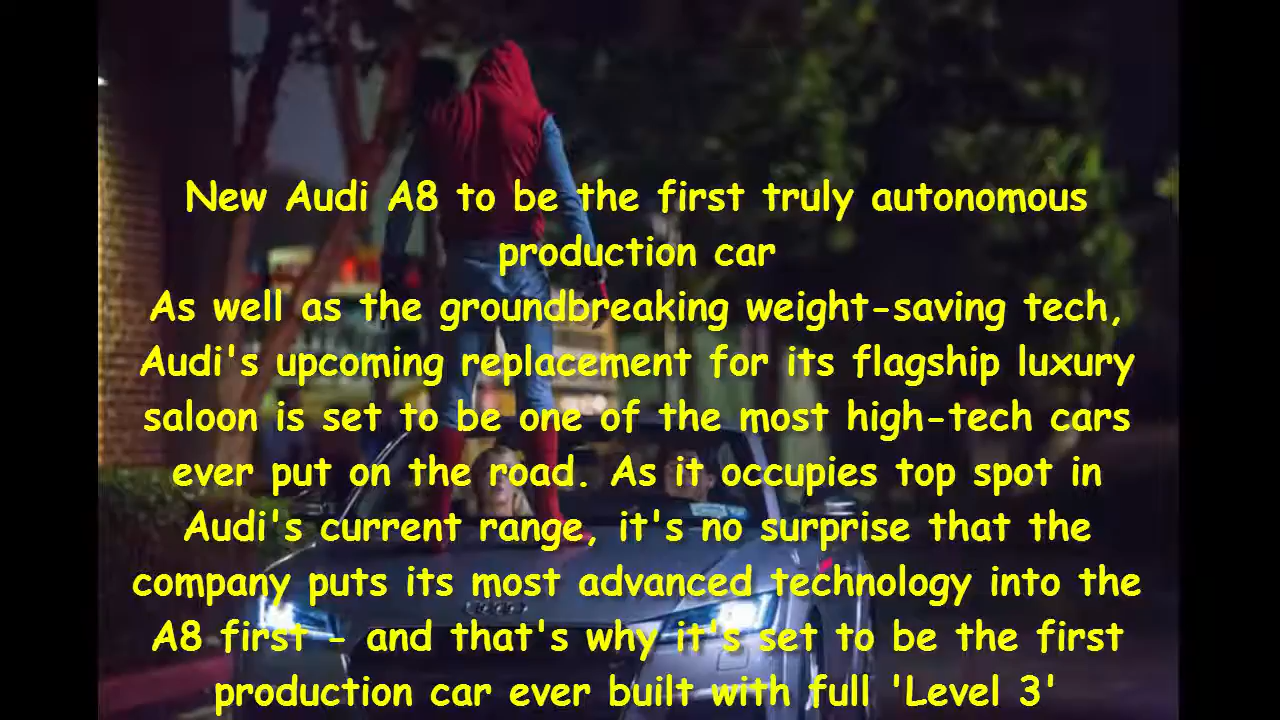 New Audi A8 to be the first truly autonomous
production car
As well as the groundbreaking weight-saving tech,
Audi's upcoming replacement for its flagship luxury
saloon is set to be one of the most high-tech cars
ever put on the road. As it occupies top spot in
Audi's current range, it's no surprise that the
company puts its most advanced technology into the
A8 first - and that's why it's set to be the first
production car ever built with full 'Level 3'